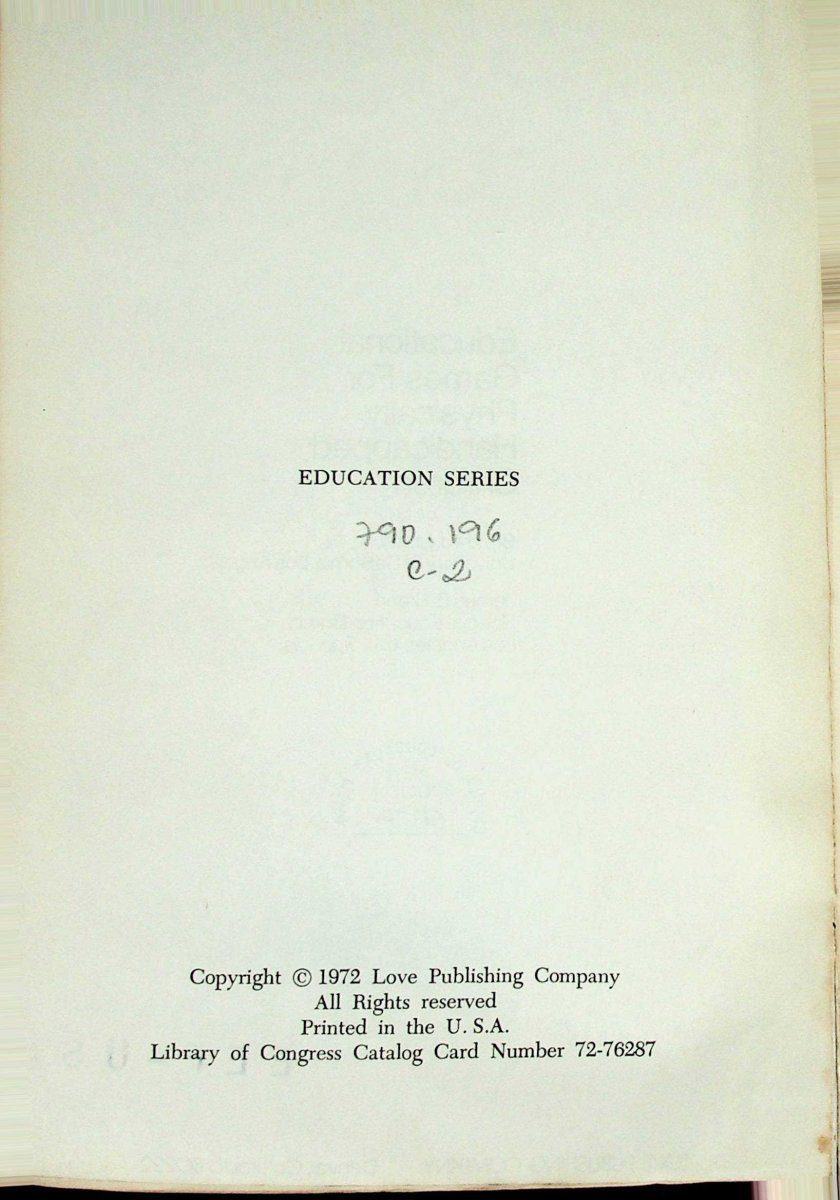 EDUCATION SERIES
790.196
C-2
Copyright © 1972 Love Publishing Company
All Rights reserved
Printed in the U. S.A.
Library of Congress Catalog Card Number 72-76287